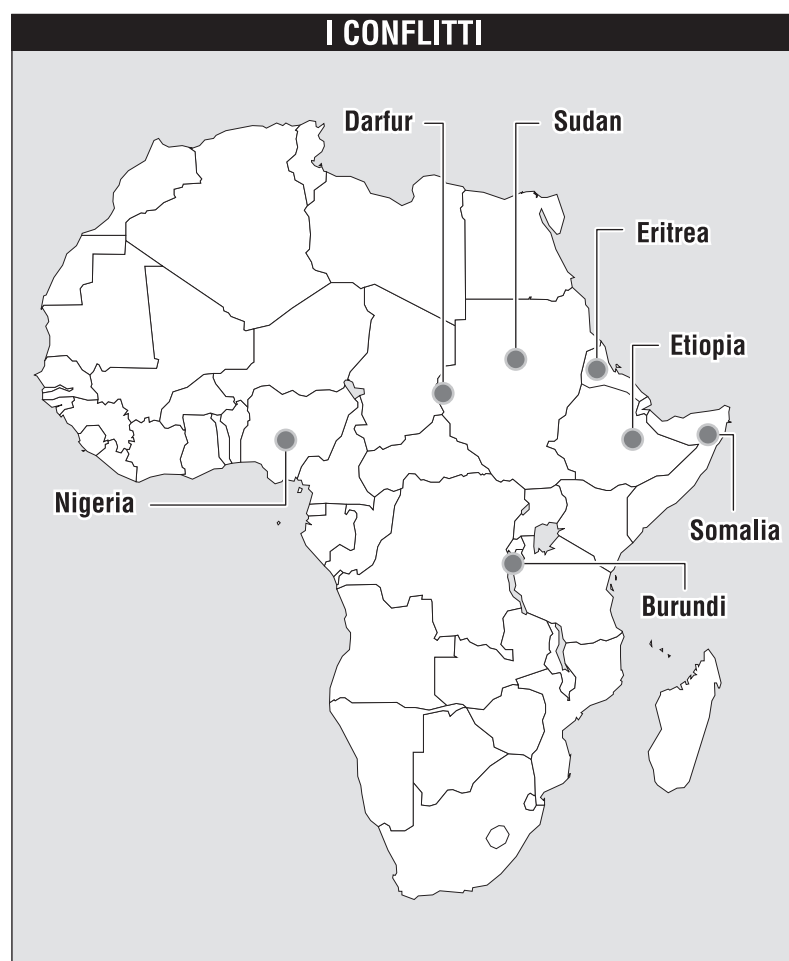 I CONFLITTI
Darfur
Sudan
Eritrea
Etiopia
Nigeria
Somalia
Burundi